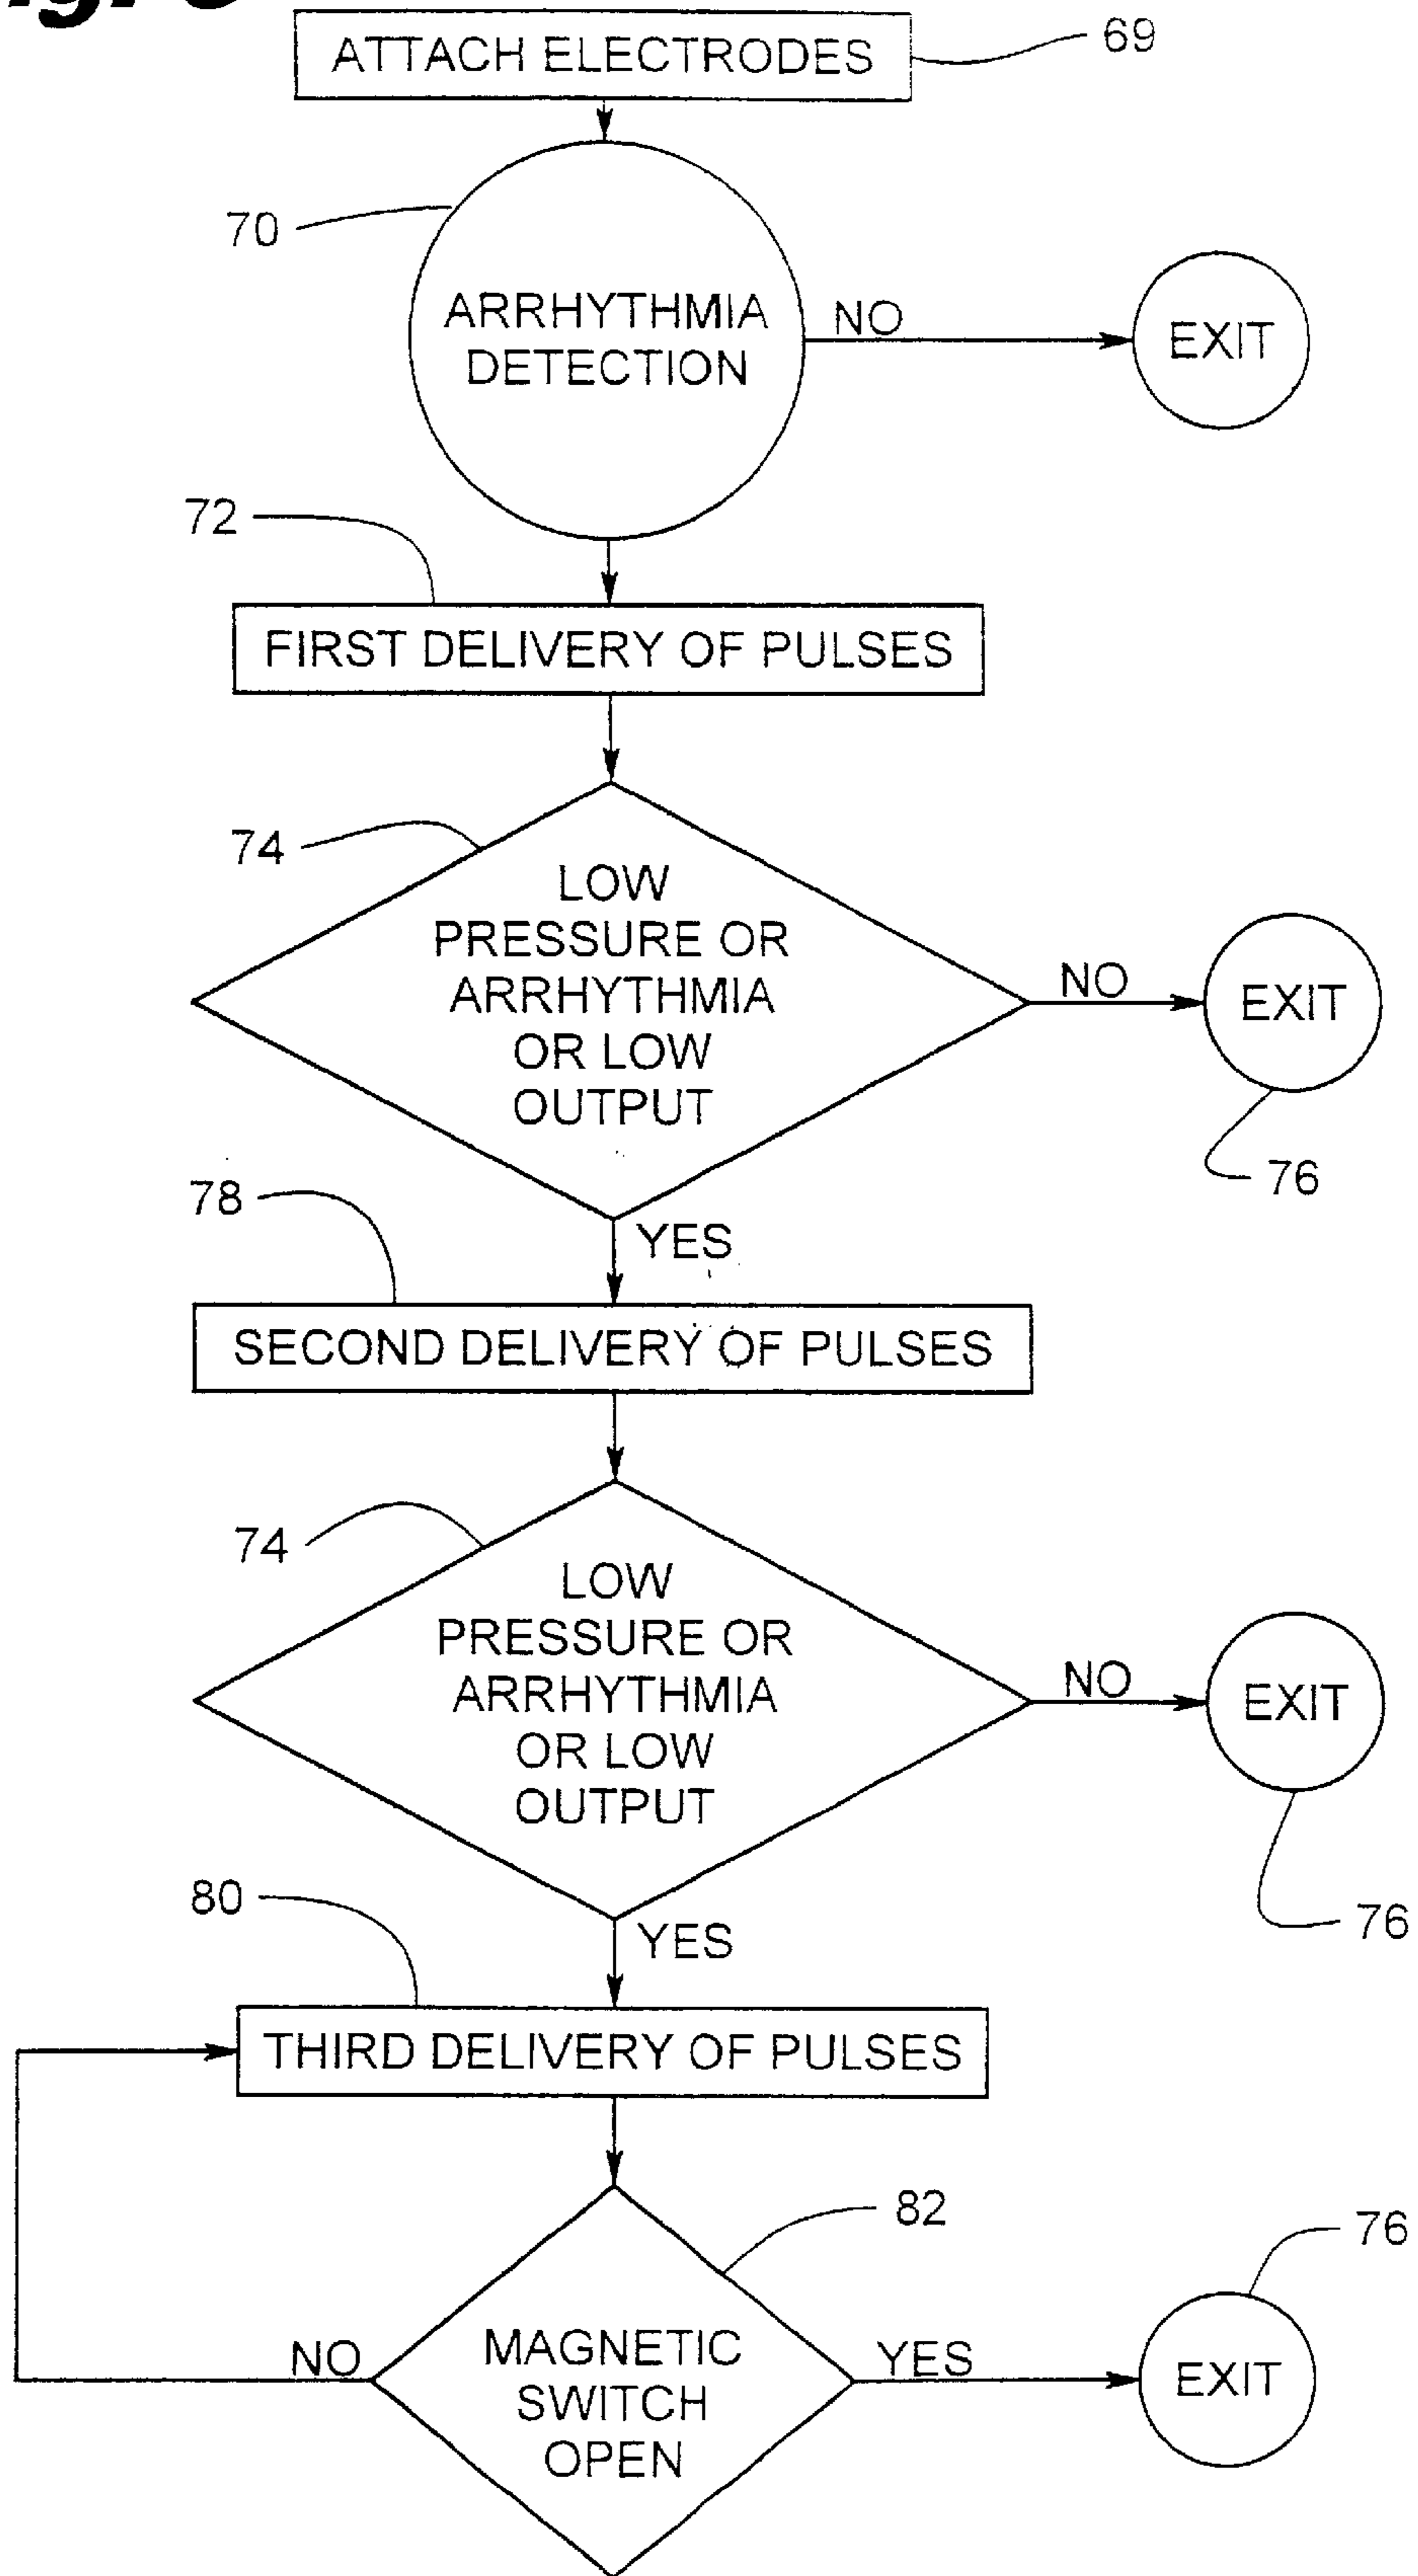 ATTACH ELECTRODES
69
70
ARRHYTHMIA
DETECTION
NO
EXIT
72
FIRST DELIVERY OF PULSES
74
LOW
PRESSURE OR
ARRHYTHMIA
OR LOW
OUTPUT
NO
EXIT
76
78
YES
SECOND DELIVERY OF PULSES
74
LOW
PRESSURE OR
ARRHYTHMIA
OR LOW
OUTPUT
NO
EXIT
76
80
YES
THIRD DELIVERY OF PULSES
82
76
NO
MAGNETIC
SWITCH
OPEN
YES
EXIT